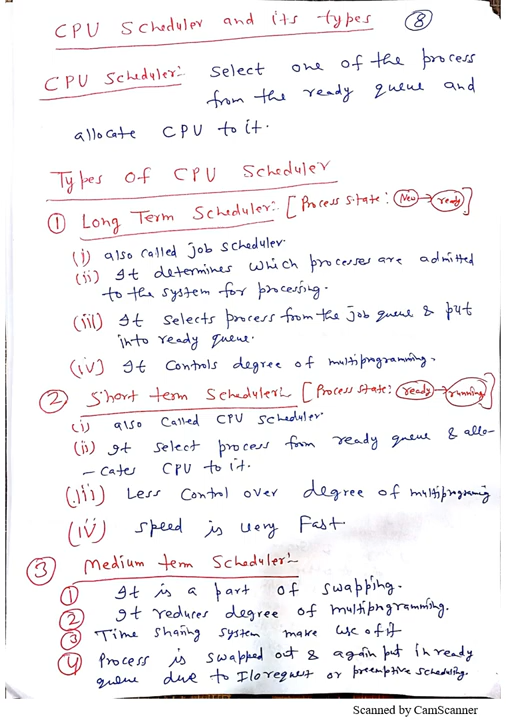 CPU Scheduler and its types 8
CPU Scheduler:- Select one of the process
from the ready queue and
allocate CPU to it.
Types of CPU Scheduler
① Long Term Scheduler:- [Process State: New → ready]
(i) also called job scheduler
(ii) It determines which processes are admitted
to the system for processing.
(iii) It selects process from the job queue & put
into ready queue.
(iv) It controls degree of multiprogramming.
② Short term Scheduler:- [Process State: ready → running]
(i) also called CPU scheduler
(ii) It select process from ready queue & allo-
-cates CPU to it.
(iii) Less control over degree of multiprograming
(iv) Speed is very Fast
③ Medium term Scheduler:-
① It is a part of swapping.
② It reduces degree of multiprogramming.
③ Time sharing system make use of it
④ Process is swapped out & again put in ready
queue due to I/o request or preemptive scheduling.
Scanned by CamScanner